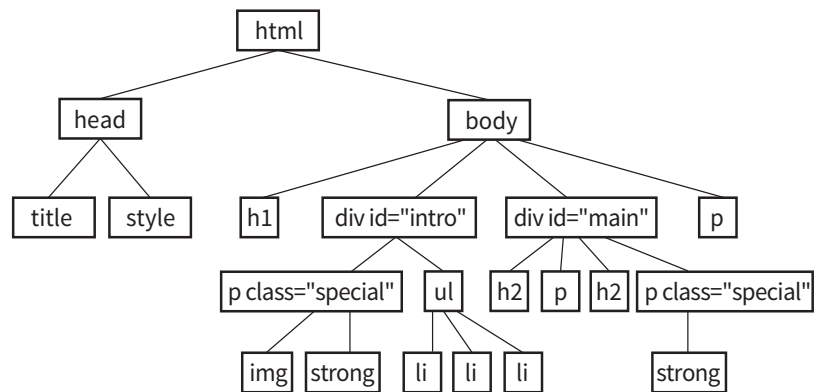 html
head body
title style h1 div id="intro" div id="main" p
p class="special" ul h2 p h2 p class="special"
img strong li li li strong